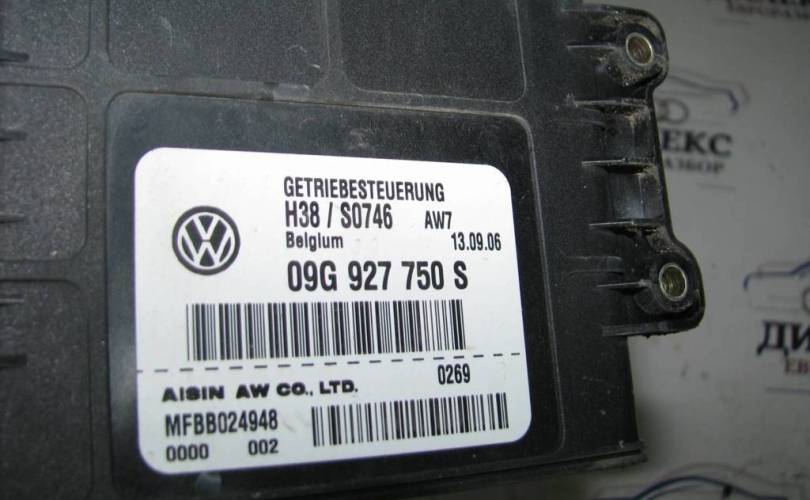 GETRIEBESTEUERUNG
H38 / S0746 AW7
Belgium 13.09.06
09G 927 750 S
AISIN AW CO., LTD. 0269
MFBB024948
0000 002